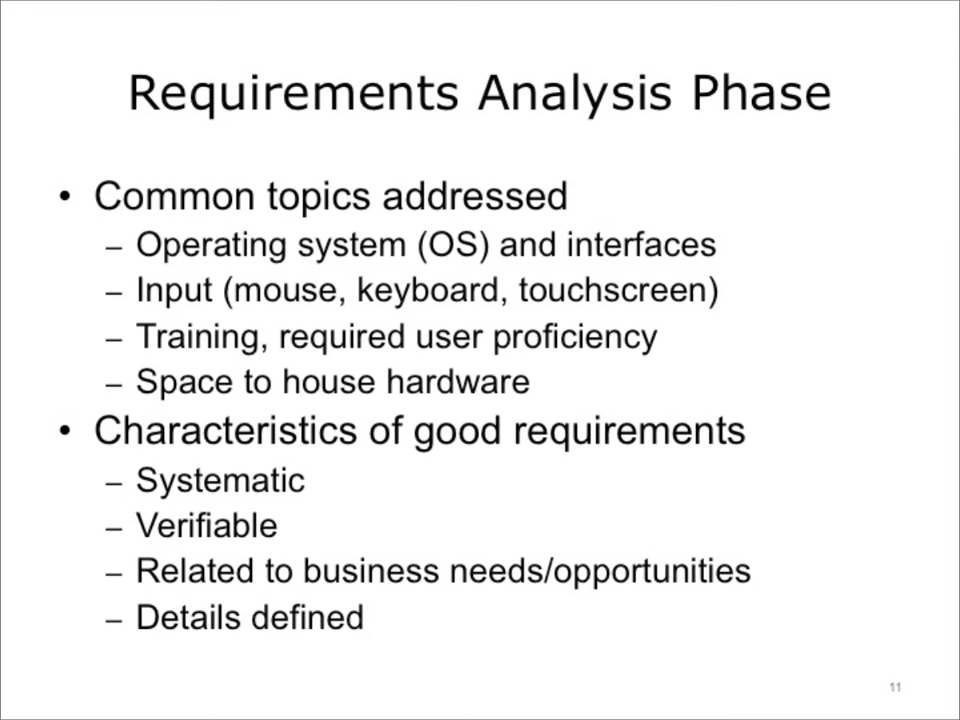 Requirements Analysis Phase
• Common topics addressed
– Operating system (OS) and interfaces
– Input (mouse, keyboard, touchscreen)
– Training, required user proficiency
– Space to house hardware
• Characteristics of good requirements
– Systematic
– Verifiable
– Related to business needs/opportunities
– Details defined
11